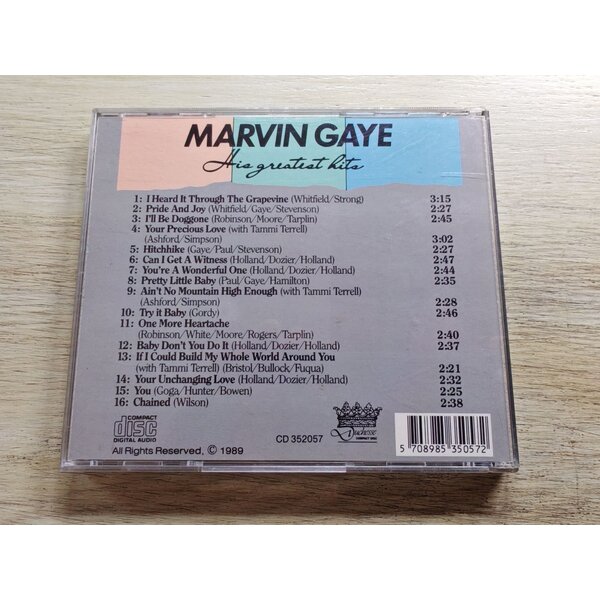 MARVIN GAYE
His greatest hits
1: I Heard It Through The Grapevine (Whitfield/Strong) 3:15
2: Pride And Joy (Whitfield/Gaye/Stevenson) 2:27
3: I'll Be Doggone (Robinson/Moore/Tarplin) 2:45
4: Your Precious Love (with Tammi Terrell)
(Ashford/Simpson) 3:02
5: Hitchhike (Gaye/Paul/Stevenson) 2:27
6: Can I Get A Witness (Holland/Dozier/Holland) 2:47
7: You're A Wonderful One (Holland/Dozier/Holland) 2:44
8: Pretty Little Baby (Paul/Gaye/Hamilton) 2:35
9: Ain't No Mountain High Enough (with Tammi Terrell)
(Ashford/Simpson) 2:28
10: Try it Baby (Gordy) 2:46
11: One More Heartache
(Robinson/White/Moore/Rogers/Tarplin) 2:40
12: Baby Don't You Do It (Holland/Dozier/Holland) 2:37
13: If I Could Build My Whole World Around You
(with Tammi Terrell) (Bristol/Bullock/Fuqua) 2:21
14: Your Unchanging Love (Holland/Dozier/Holland) 2:32
15: You (Goga/Hunter/Bowen) 2:25
16: Chained (Wilson) 2:38
COMPACT
disc
DIGITAL AUDIO
CD 352057
Duchesse
COMPACT DISC
5 708985 350572
All Rights Reserved, © 1989